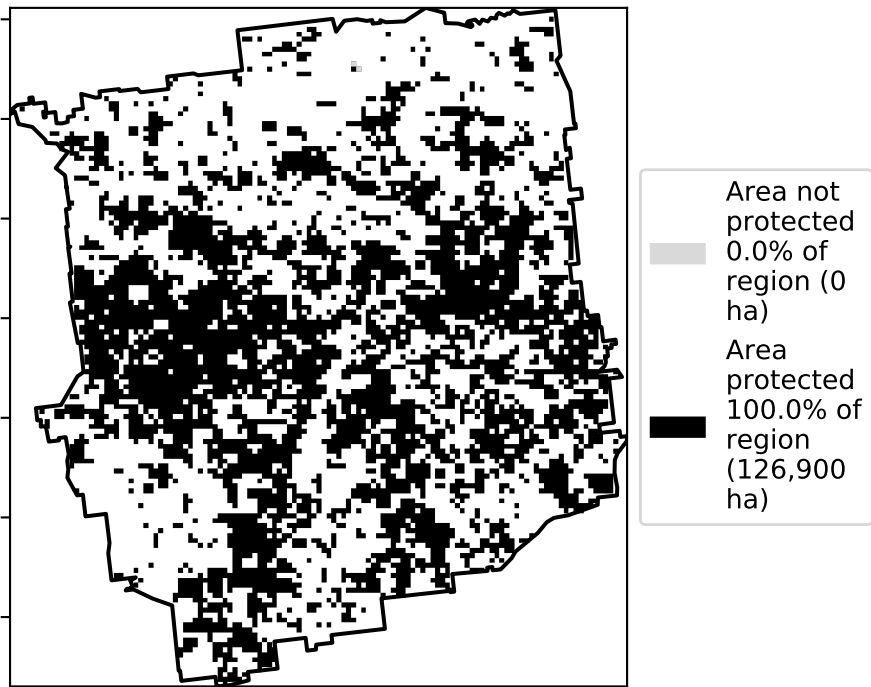 Area not
protected
0.0% of
region (0
ha)
Area
protected
100.0% of
region
(126,900
ha)